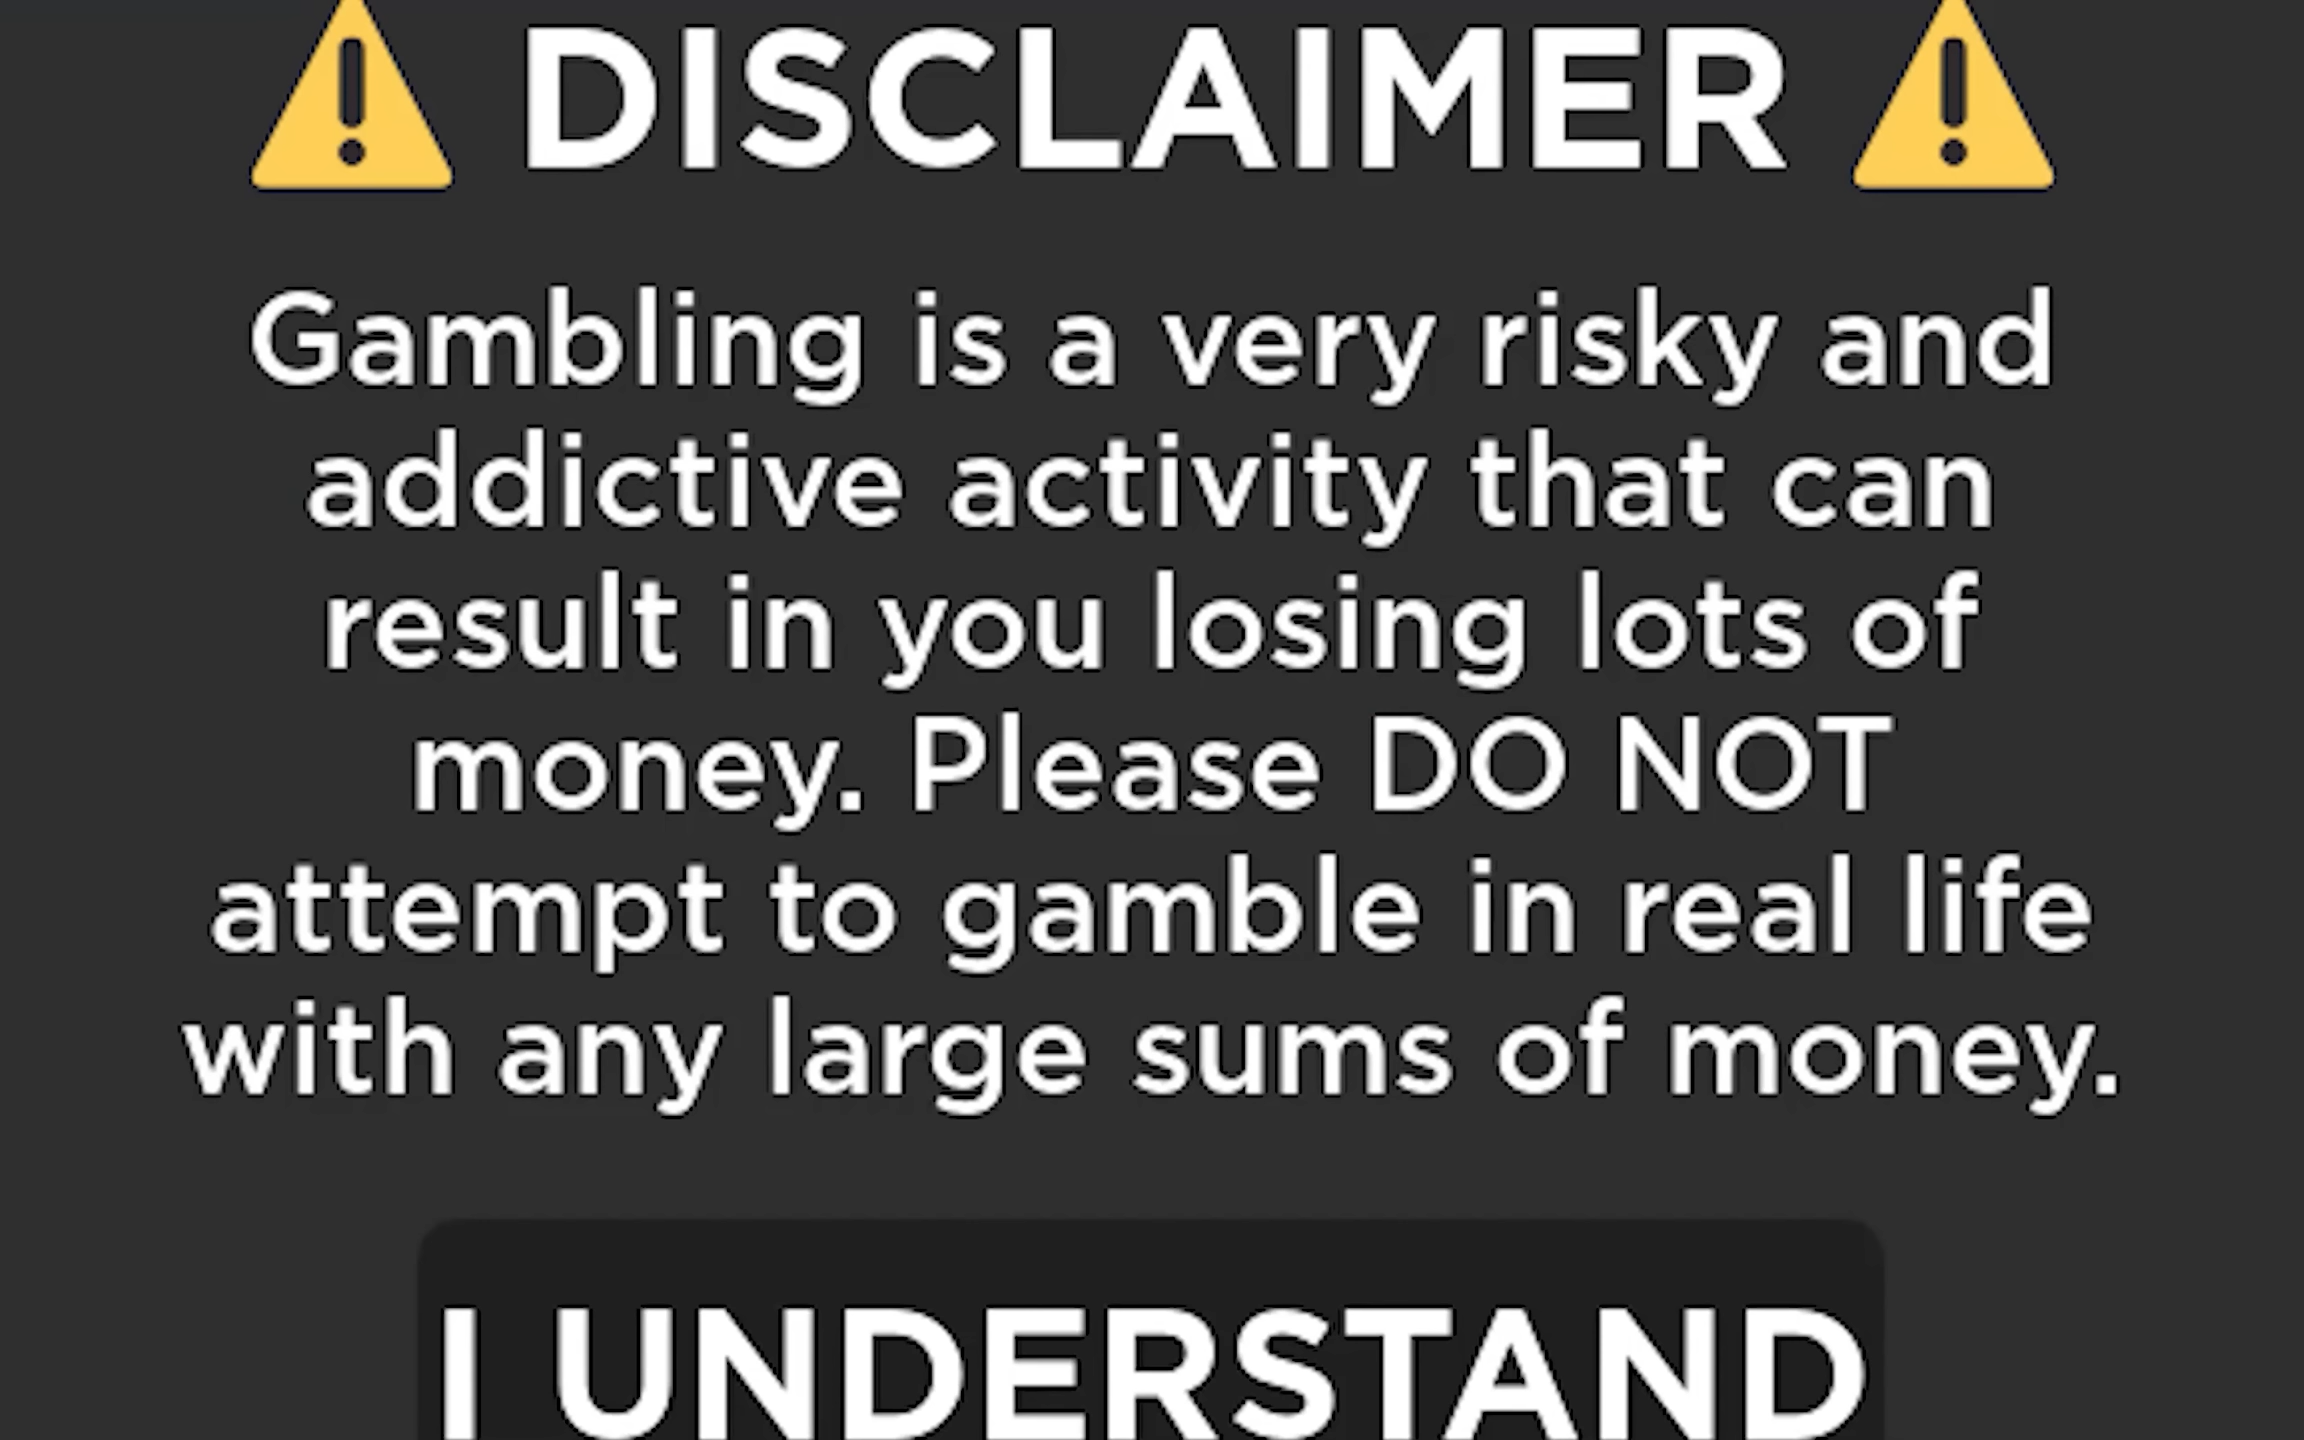 ⚠ DISCLAIMER ⚠
Gambling is a very risky and
addictive activity that can
result in you losing lots of
money. Please DO NOT
attempt to gamble in real life
with any large sums of money.
I UNDERSTAND